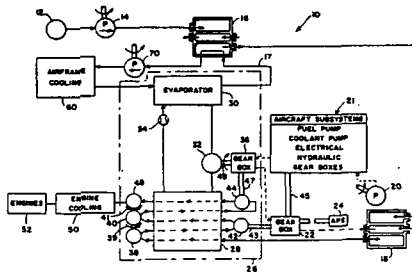 12
P
14
16
10
P
70
17
AIRFRAME
COOLING
60
EVAPORATOR
30
34
21
AIRCRAFT SUBSYSTEMS
FUEL PUMP
COOLANT PUMP
ELECTRICAL
HYDRAULIC
GEAR BOXES
32
36
GEAR
BOX
49
47
45
P
20
48
44
ENGINES
52
ENGINE
COOLING
50
41
40
39
38
42
43
GEAR
BOX
22
APS
24
28
26
18